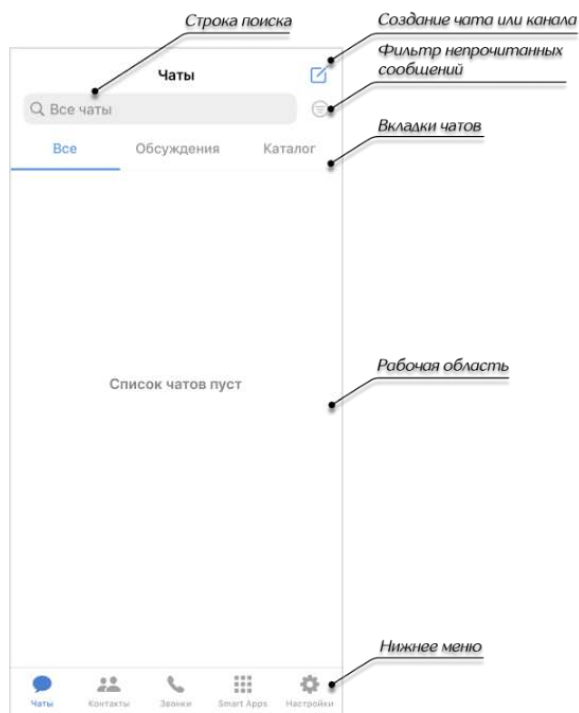 Строка поиска
Создание чата или канала
Фильтр непрочитанных
сообщений
Чаты
Все чаты
Вкладки чатов
Все Обсуждения Каталог
Рабочая область
Список чатов пуст
Нижнее меню
Чаты Контакты Звонки Smart Apps Настройки